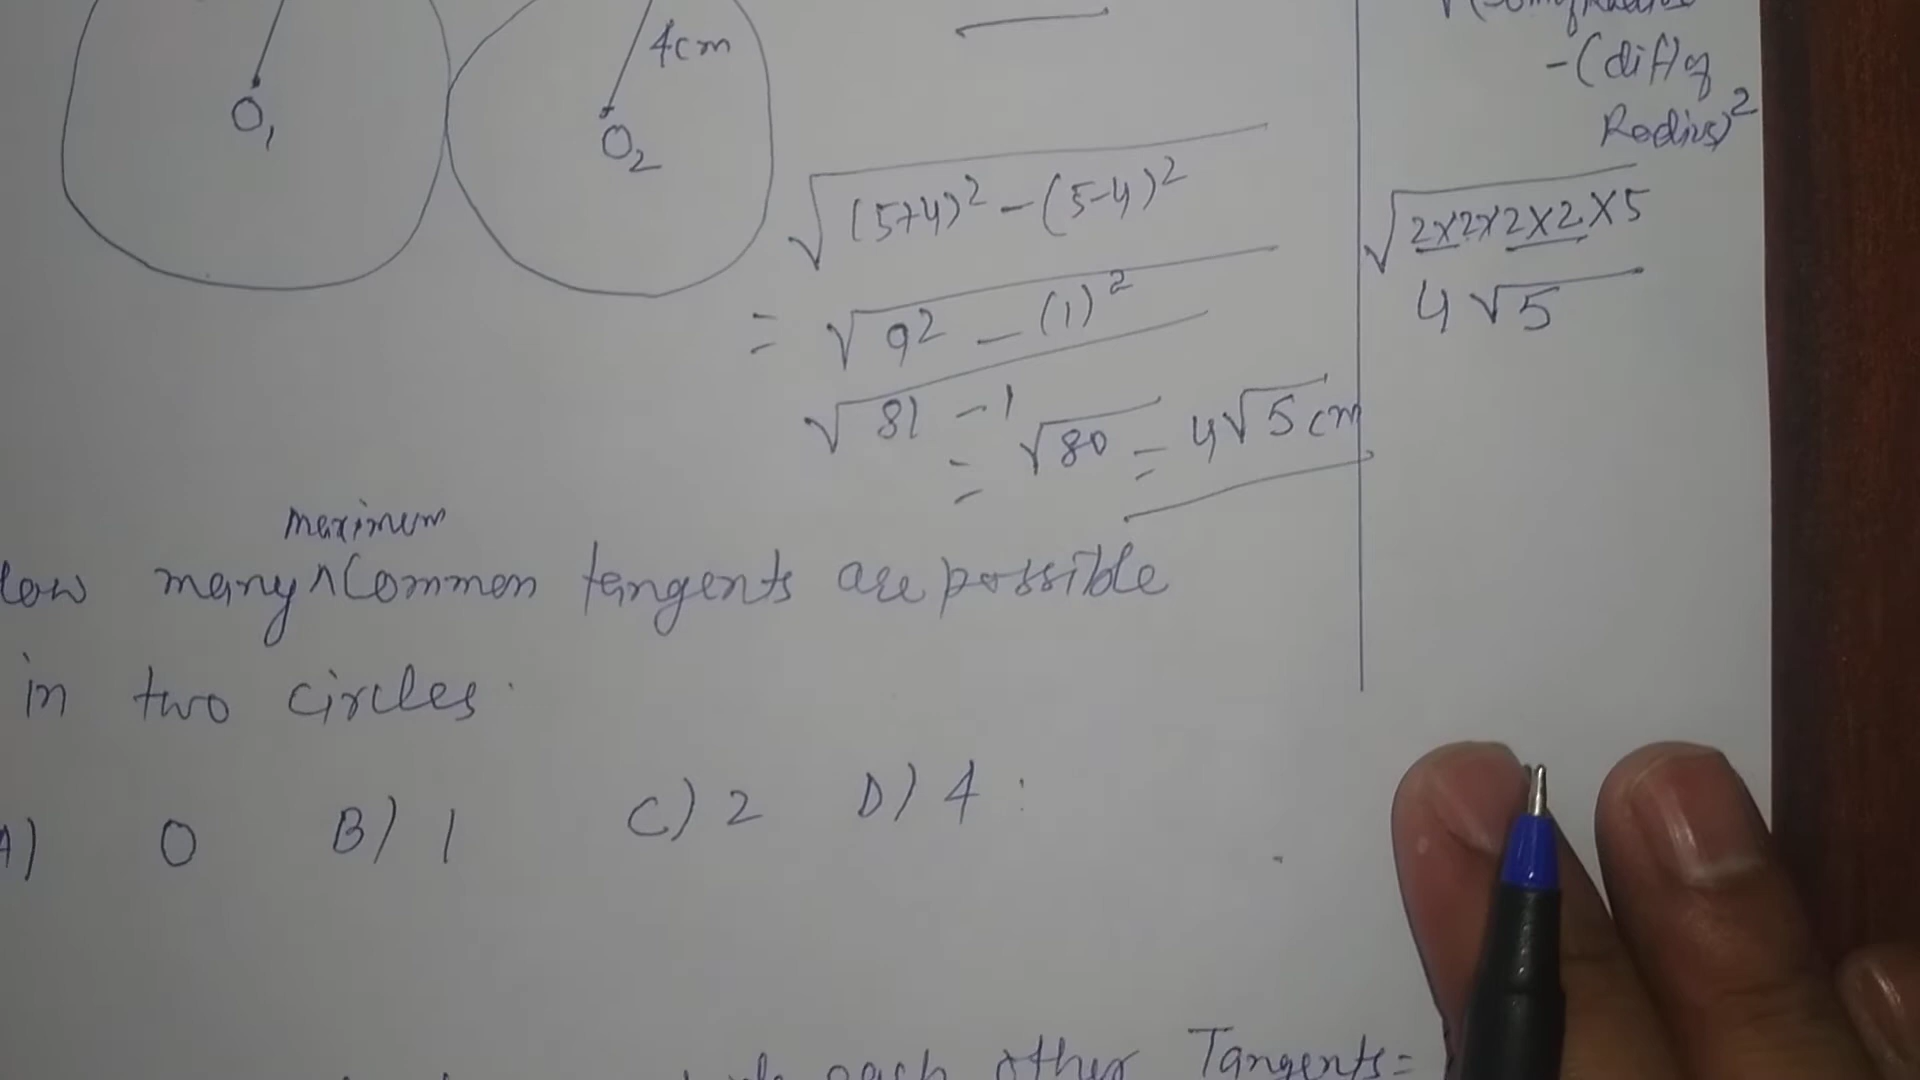 4cm
O₁
O₂
-(diff of
Radius)²
√(5+4)² - (5-4)²
√2×2×2×2×5
= √9² - (1)²
4√5
√81 - 1 = √80 = 4√5 cm
maximum
many ^ Common tangents are possible
in two circles.
A) 0 B) 1 C) 2 D) 4
each other Tangents=